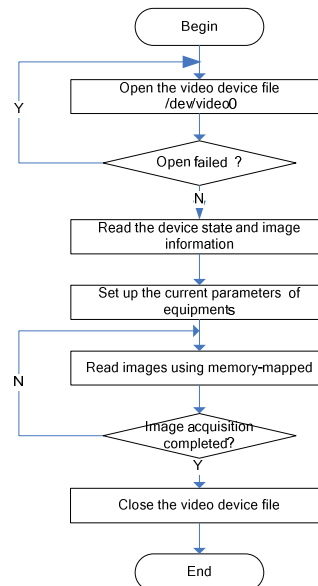 Begin
Open the video device file
/dev/video0
Y
Open failed ?
N
Read the device state and image
information
Set up the current parameters of
equipments
N
Read images using memory-mapped
Image acquisition
completed?
Y
Close the video device file
End